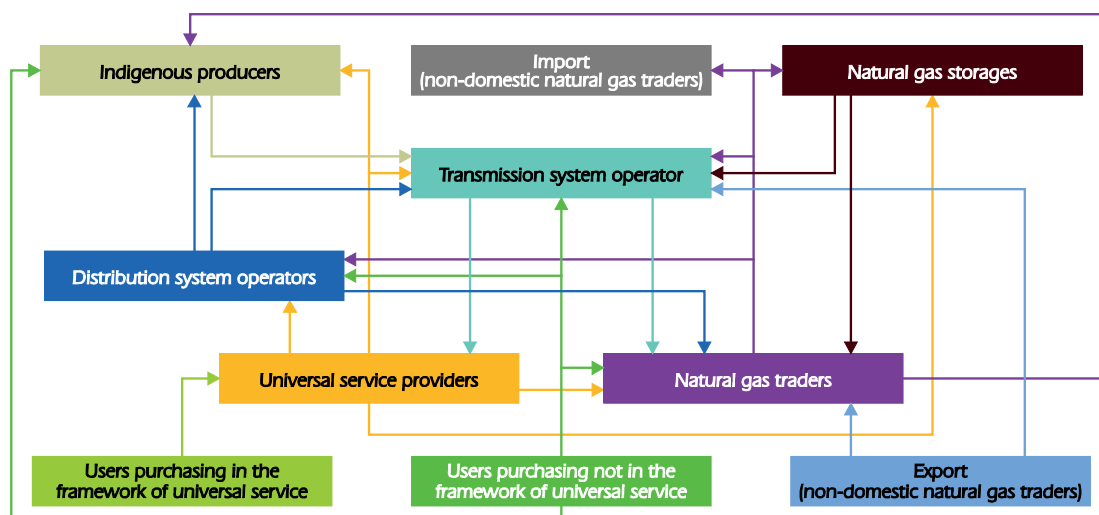 Indigenous producers
Import
(non-domestic natural gas traders)
Natural gas storages
Transmission system operator
Distribution system operators
Universal service providers
Natural gas traders
Users purchasing in the
framework of universal service
Users purchasing not in the
framework of universal service
Export
(non-domestic natural gas traders)